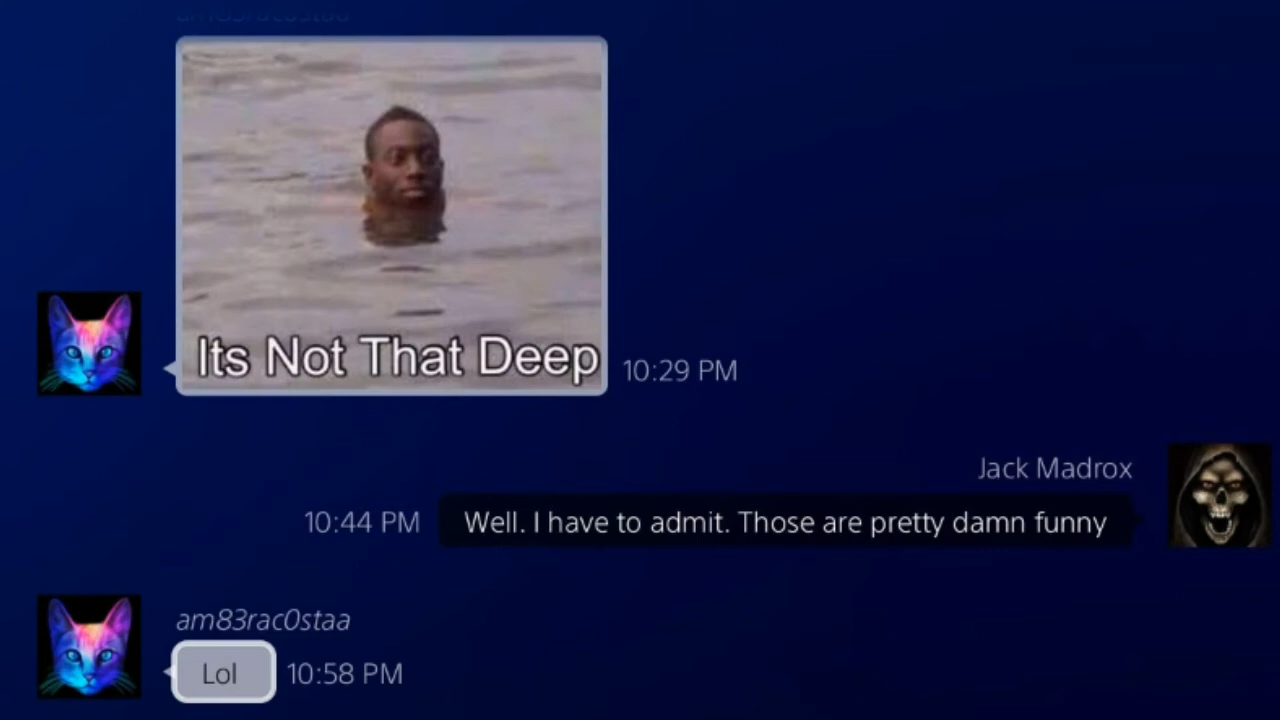 am83rac0staa
Its Not That Deep
10:29 PM
Jack Madrox
10:44 PM
Well. I have to admit. Those are pretty damn funny
am83rac0staa
Lol
10:58 PM